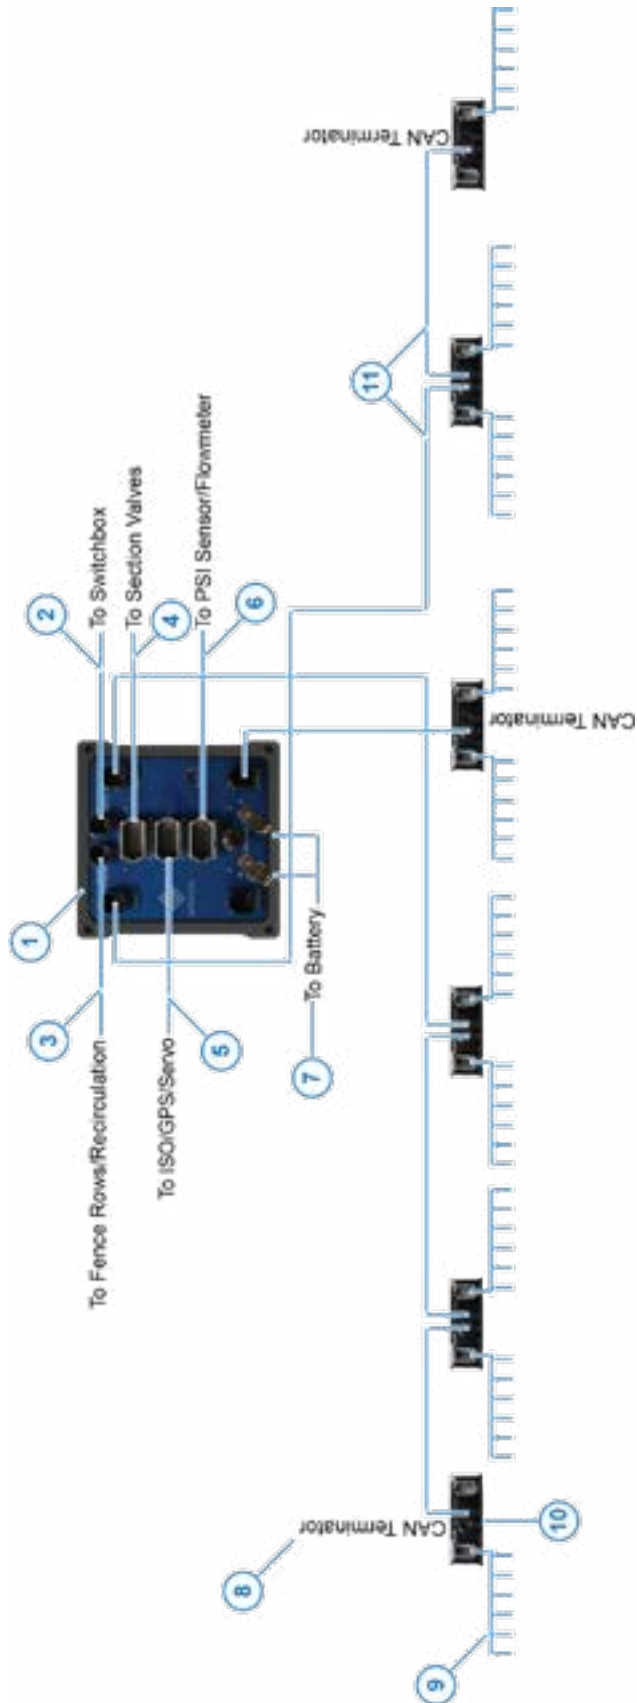 1
2
To Switchbox
3
To Fence Rows/Recirculation
4
To Section Valves
5
To ISO/GPS/Servo
6
To PSI Sensor/Flowmeter
7
To Battery
8
CAN Terminator
CAN Terminator
CAN Terminator
9
10
11